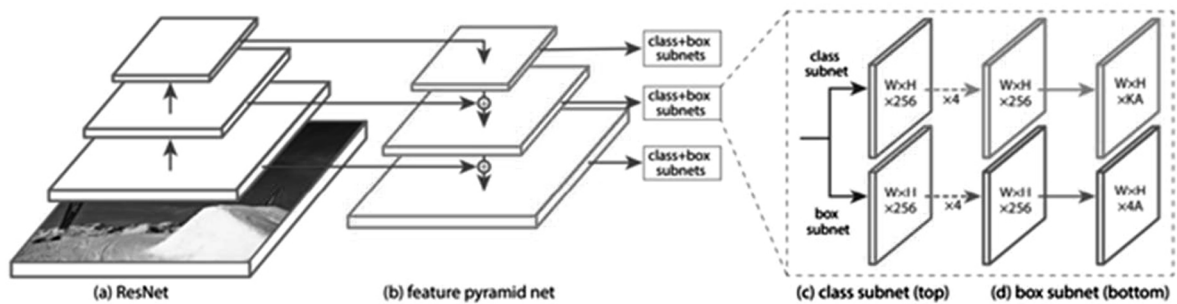 class+box
subnets
class+box
subnets
class+box
subnets
class
subnet
W×H
×256
×4
W×H
×256
W×H
×KA
box
subnet
W×H
×256
×4
W×H
×256
W×H
×4A
(a) ResNet
(b) feature pyramid net
(c) class subnet (top)
(d) box subnet (bottom)